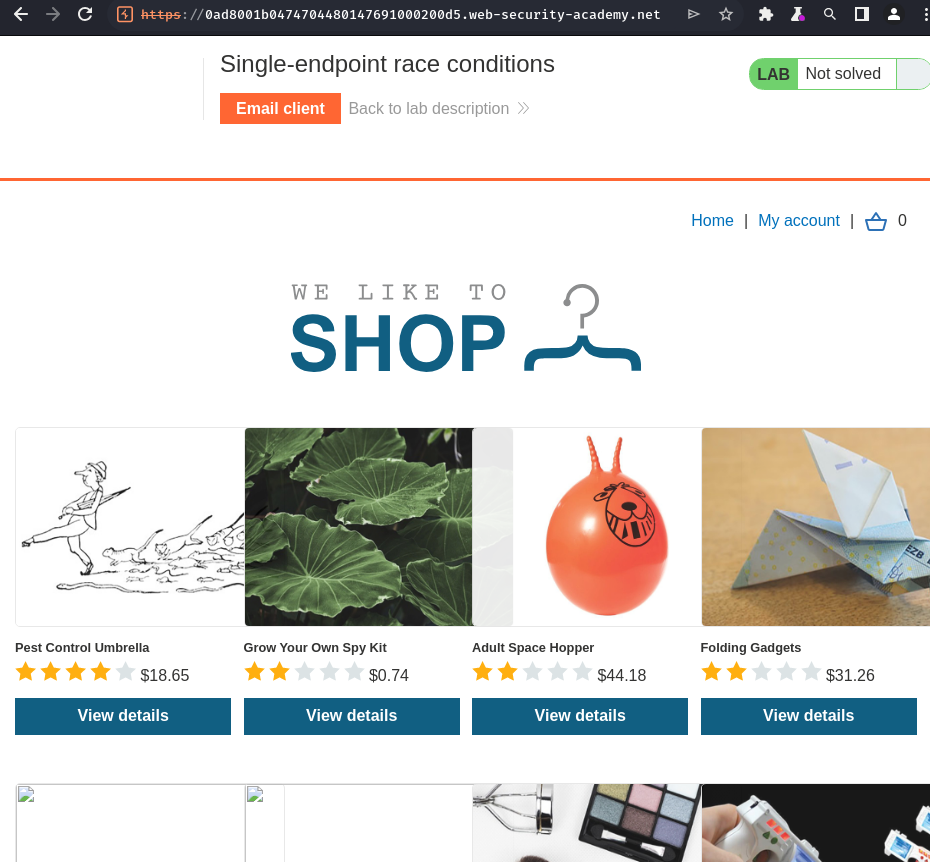 https://0ad8001b0474704480147691000200d5.web-security-academy.net
Single-endpoint race conditions
LAB Not solved
Email client Back to lab description
Home | My account | 0
WE LIKE TO
SHOP
EZB
Pest Control Umbrella Grow Your Own Spy Kit Adult Space Hopper Folding Gadgets
$18.65 $0.74 $44.18 $31.26
View details View details View details View details